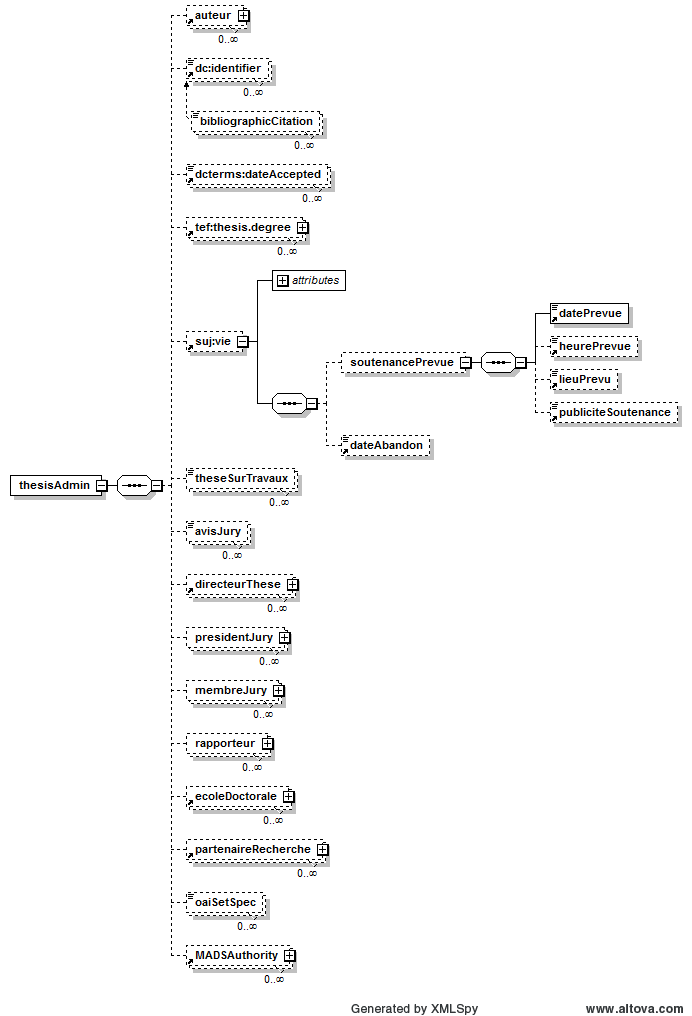 auteur
0..∞
dc:identifier
0..∞
bibliographicCitation
0..∞
dcterms:dateAccepted
0..∞
tef:thesis.degree
0..∞
attributes
suj:vie
datePrevue
heurePrevue
soutenancePrevue
lieuPrevu
publiciteSoutenance
dateAbandon
thesisAdmin
theseSurTravaux
0..∞
avisJury
0..∞
directeurThese
0..∞
presidentJury
0..∞
membreJury
0..∞
rapporteur
0..∞
ecoleDoctorale
0..∞
partenaireRecherche
0..∞
oaiSetSpec
0..∞
MADSAuthority
0..∞
Generated by XMLSpy www.altova.com